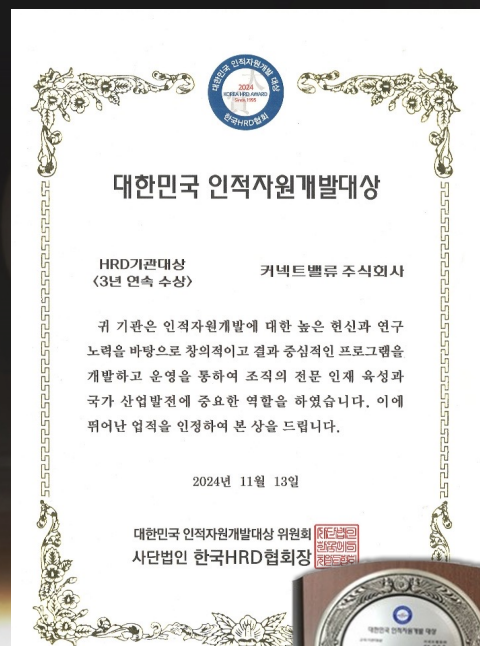 대한민국 인적자원개발 대상
2024
KOREA HRD AWARD
Since 1995
한국HRD협회
대한민국 인적자원개발대상
HRD기관대상
<3년 연속 수상>
커넥트밸류 주식회사
귀 기관은 인적자원개발에 대한 높은 헌신과 연구
노력을 바탕으로 창의적이고 결과 중심적인 프로그램을
개발하고 운영을 통하여 조직의 전문 인재 육성과
국가 산업발전에 중요한 역할을 하였습니다. 이에
뛰어난 업적을 인정하여 본 상을 드립니다.
2024년 11월 13일
대한민국 인적자원개발대상 위원회
사단법인 한국HRD협회장
대한민국 인적자원개발 대상